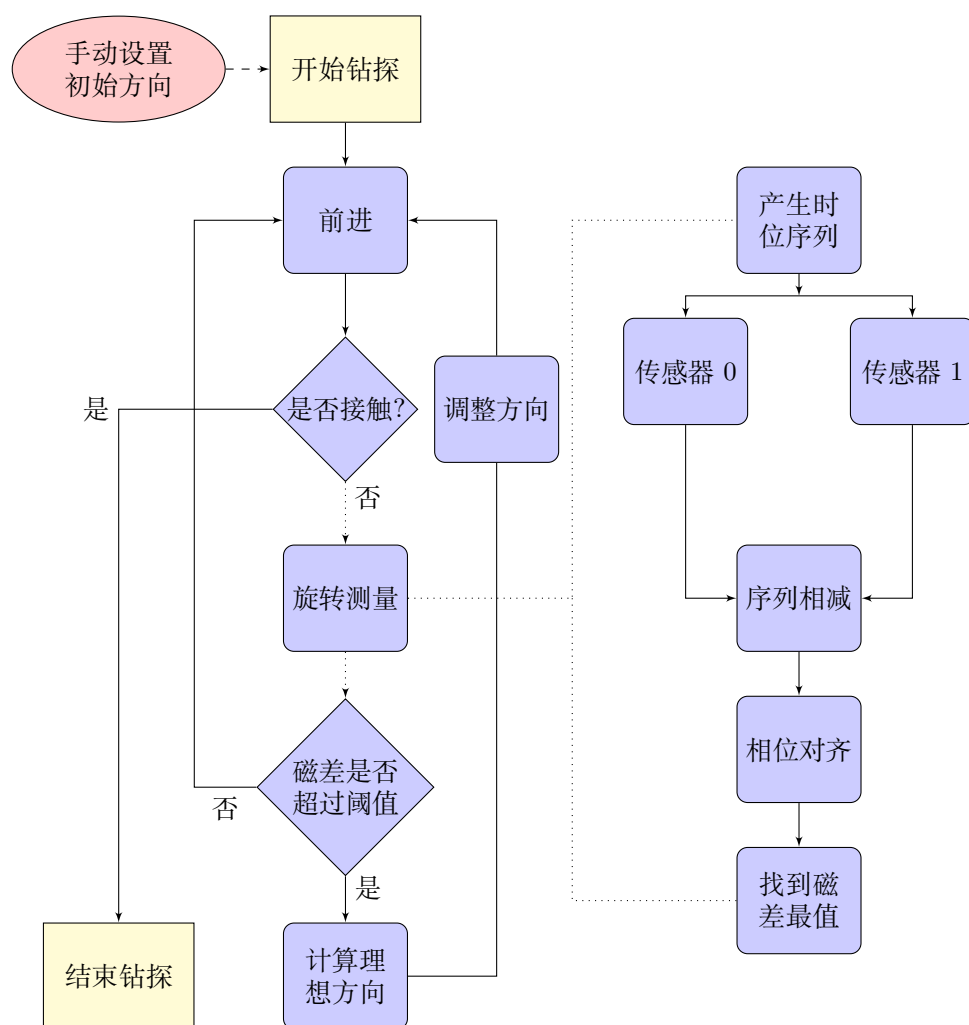 手动设置
初始方向
开始钻探
前进
产生时
位序列
传感器 0
传感器 1
是
是否接触?
调整方向
否
旋转测量
序列相减
磁差是否
超过阈值
否
相位对齐
是
找到磁
差最值
结束钻探
计算理
想方向